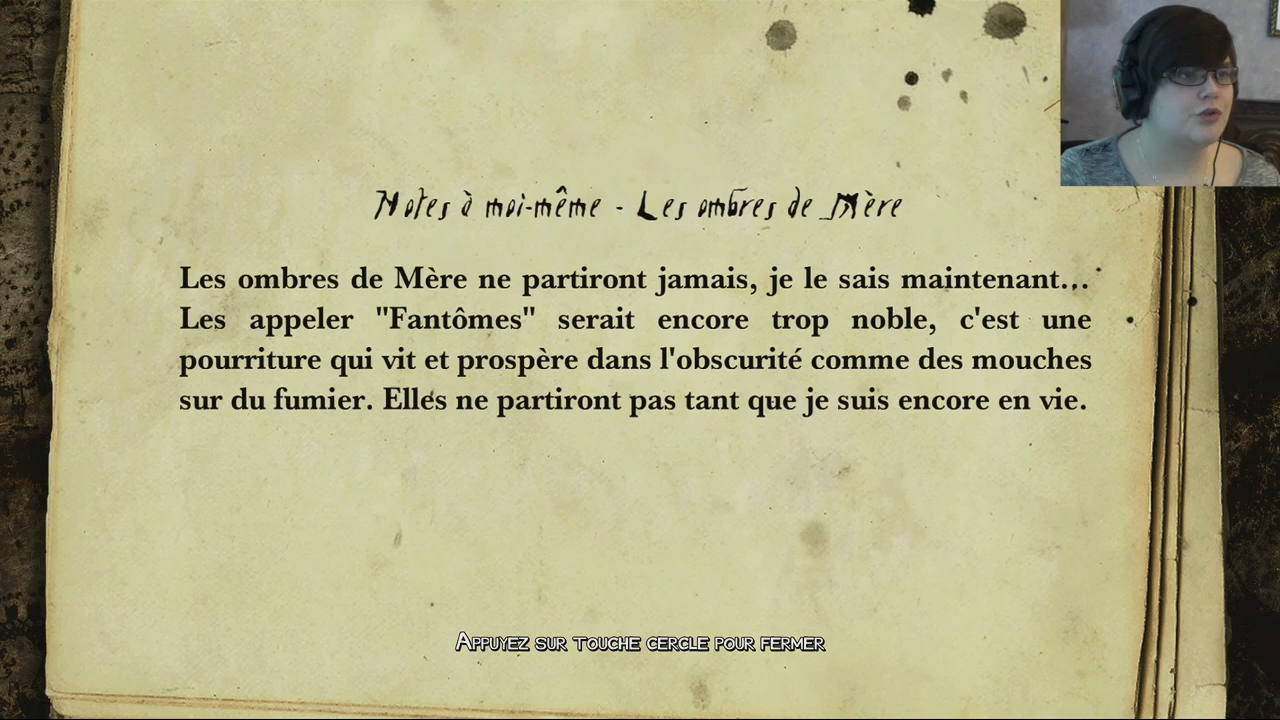 Notes à moi-même - Les ombres de Mère
Les ombres de Mère ne partiront jamais, je le sais maintenant...
Les appeler "Fantômes" serait encore trop noble, c'est une
pourriture qui vit et prospère dans l'obscurité comme des mouches
sur du fumier. Elles ne partiront pas tant que je suis encore en vie.
Appuyez sur touche cercle pour fermer